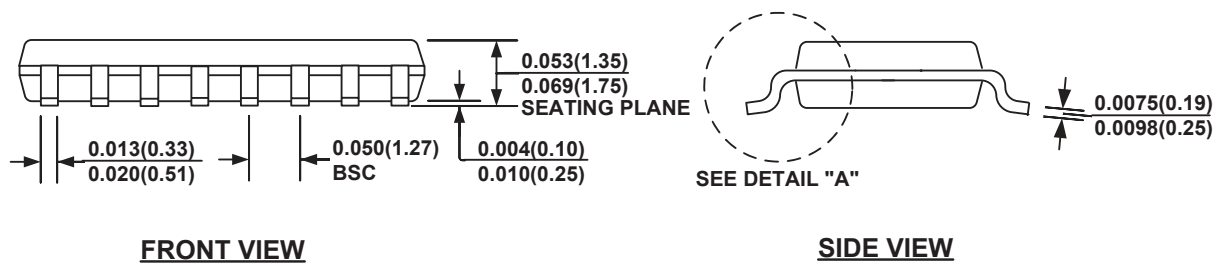 0.053(1.35)
0.069(1.75)
SEATING PLANE
0.013(0.33)
0.020(0.51)
0.050(1.27)
BSC
0.004(0.10)
0.010(0.25)
FRONT VIEW
0.0075(0.19)
0.0098(0.25)
SEE DETAIL "A"
SIDE VIEW